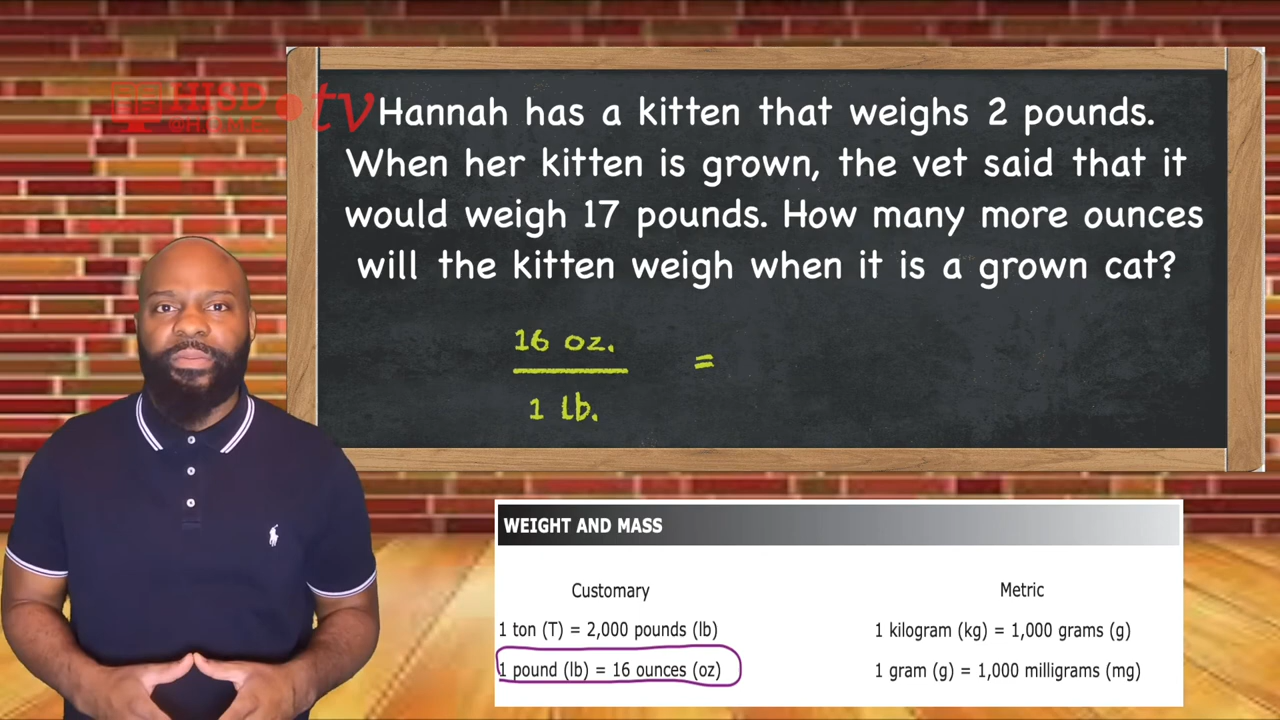 HISD
@H.O.M.E.
.tv
Hannah has a kitten that weighs 2 pounds.
When her kitten is grown, the vet said that it
would weigh 17 pounds. How many more ounces
will the kitten weigh when it is a grown cat?
16 oz. =
1 lb.
WEIGHT AND MASS
Customary
1 ton (T) = 2,000 pounds (lb)
1 pound (lb) = 16 ounces (oz)
Metric
1 kilogram (kg) = 1,000 grams (g)
1 gram (g) = 1,000 milligrams (mg)